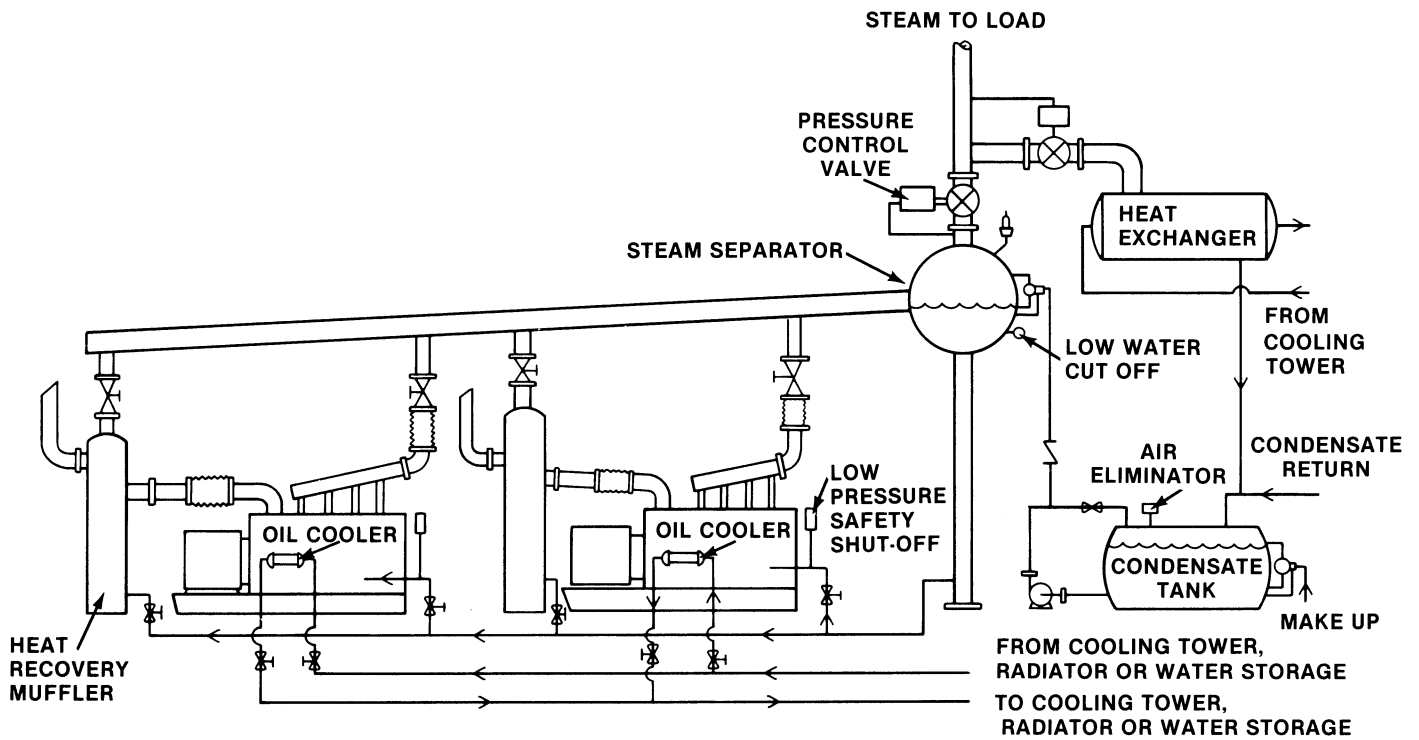 STEAM TO LOAD
PRESSURE
CONTROL
VALVE
HEAT
EXCHANGER
STEAM SEPARATOR
FROM
COOLING
TOWER
LOW WATER
CUT OFF
AIR
ELIMINATOR
CONDENSATE
RETURN
LOW
PRESSURE
SAFETY
SHUT-OFF
OIL COOLER
OIL COOLER
CONDENSATE
TANK
MAKE UP
HEAT
RECOVERY
MUFFLER
FROM COOLING TOWER,
RADIATOR OR WATER STORAGE
TO COOLING TOWER,
RADIATOR OR WATER STORAGE